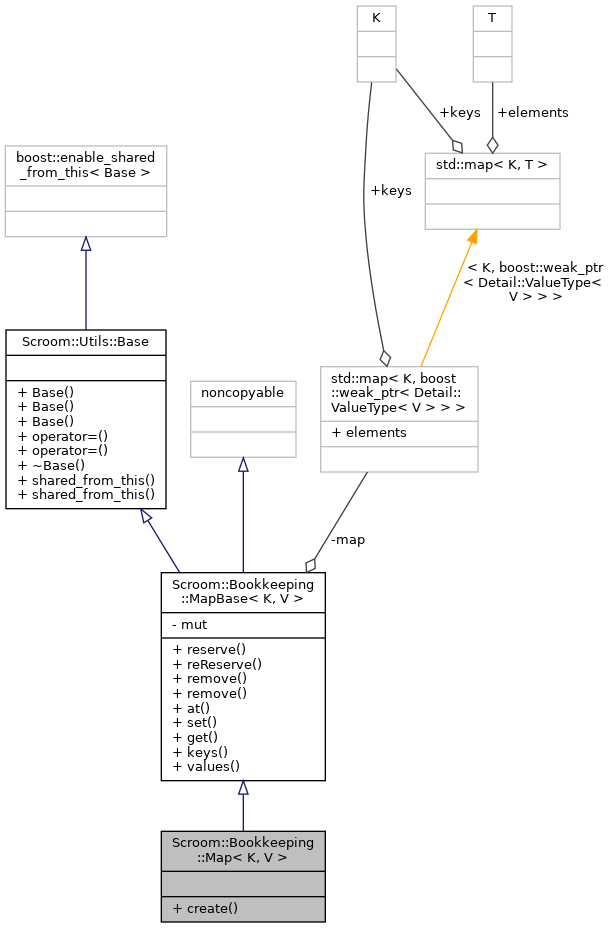 K
T
+keys
+elements
boost::enable_shared
_from_this< Base >
std::map< K, T >
+keys
< K, boost::weak_ptr
< Detail::ValueType<
V > > >
Scroom::Utils::Base
+ Base()
+ Base()
+ Base()
+ operator=()
+ operator=()
+ ~Base()
+ shared_from_this()
+ shared_from_this()
noncopyable
std::map< K, boost
::weak_ptr< Detail::
ValueType< V > > >
+ elements
-map
Scroom::Bookkeeping
::MapBase< K, V >
- mut
+ reserve()
+ reReserve()
+ remove()
+ remove()
+ at()
+ set()
+ get()
+ keys()
+ values()
Scroom::Bookkeeping
::Map< K, V >
+ create()